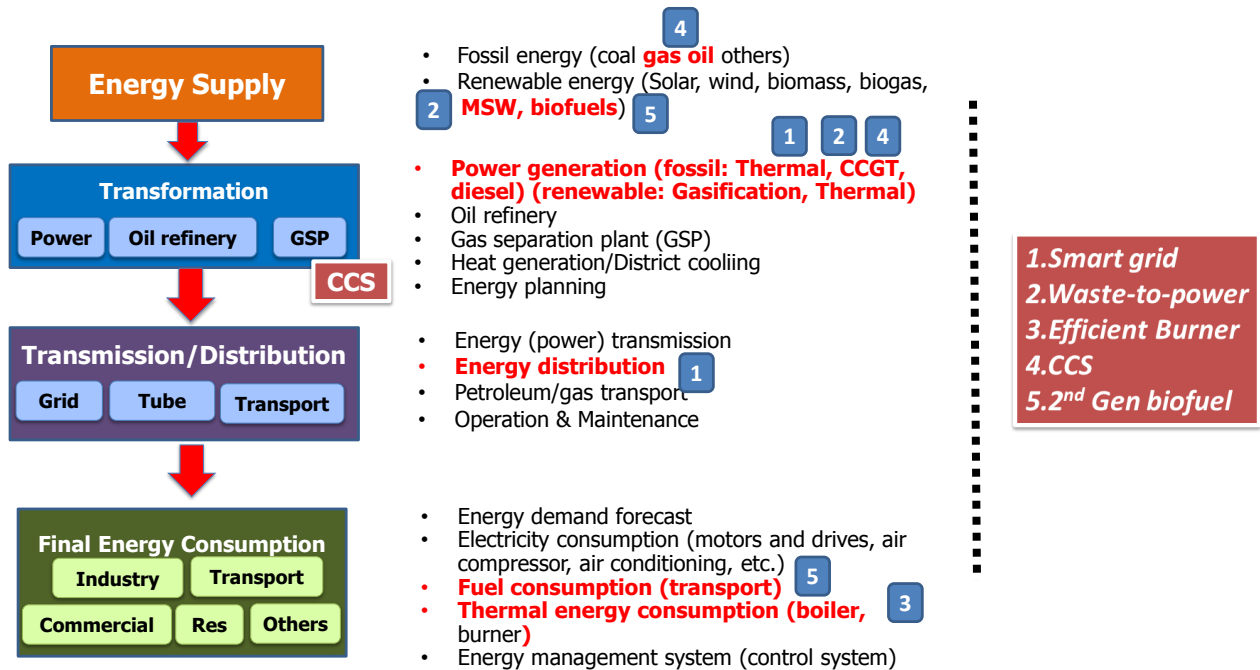 Energy Supply
4
• Fossil energy (coal gas oil others)
• Renewable energy (Solar, wind, biomass, biogas,
2 MSW, biofuels) 5
Transformation
Power
Oil refinery
GSP
CCS
1 2 4
• Power generation (fossil: Thermal, CCGT,
diesel) (renewable: Gasification, Thermal)
• Oil refinery
• Gas separation plant (GSP)
• Heat generation/District cooliing
• Energy planning
Transmission/Distribution
Grid
Tube
Transport
• Energy (power) transmission
• Energy distribution 1
• Petroleum/gas transport
• Operation & Maintenance
Final Energy Consumption
Industry
Transport
Commercial
Res
Others
• Energy demand forecast
• Electricity consumption (motors and drives, air
compressor, air conditioning, etc.)
• Fuel consumption (transport) 5
• Thermal energy consumption (boiler, 3
burner)
• Energy management system (control system)
1.Smart grid
2.Waste-to-power
3.Efficient Burner
4.CCS
5.2nd Gen biofuel